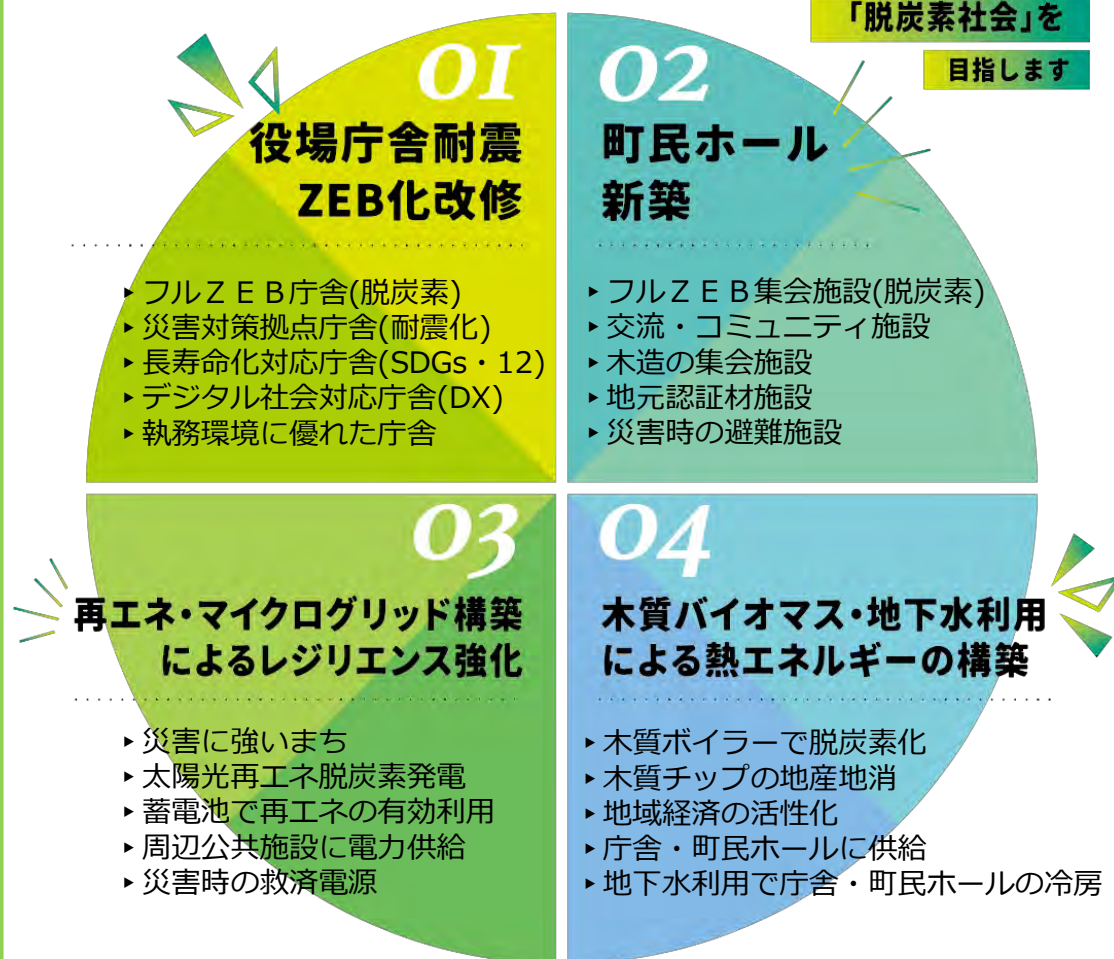 「脱炭素社会」を
目指します
01
役場庁舎耐震
ZEB化改修
▸フルＺＥＢ庁舎(脱炭素)
▸災害対策拠点庁舎(耐震化)
▸長寿命化対応庁舎(SDGs・12)
▸デジタル社会対応庁舎(DX)
▸執務環境に優れた庁舎
02
町民ホール
新築
▸フルＺＥＢ集会施設(脱炭素)
▸交流・コミュニティ施設
▸木造の集会施設
▸地元認証材施設
▸災害時の避難施設
03
再エネ・マイクログリッド構築
によるレジリエンス強化
▸災害に強いまち
▸太陽光再エネ脱炭素発電
▸蓄電池で再エネの有効利用
▸周辺公共施設に電力供給
▸災害時の救済電源
04
木質バイオマス・地下水利用
による熱エネルギーの構築
▸木質ボイラーで脱炭素化
▸木質チップの地産地消
▸地域経済の活性化
▸庁舎・町民ホールに供給
▸地下水利用で庁舎・町民ホールの冷房